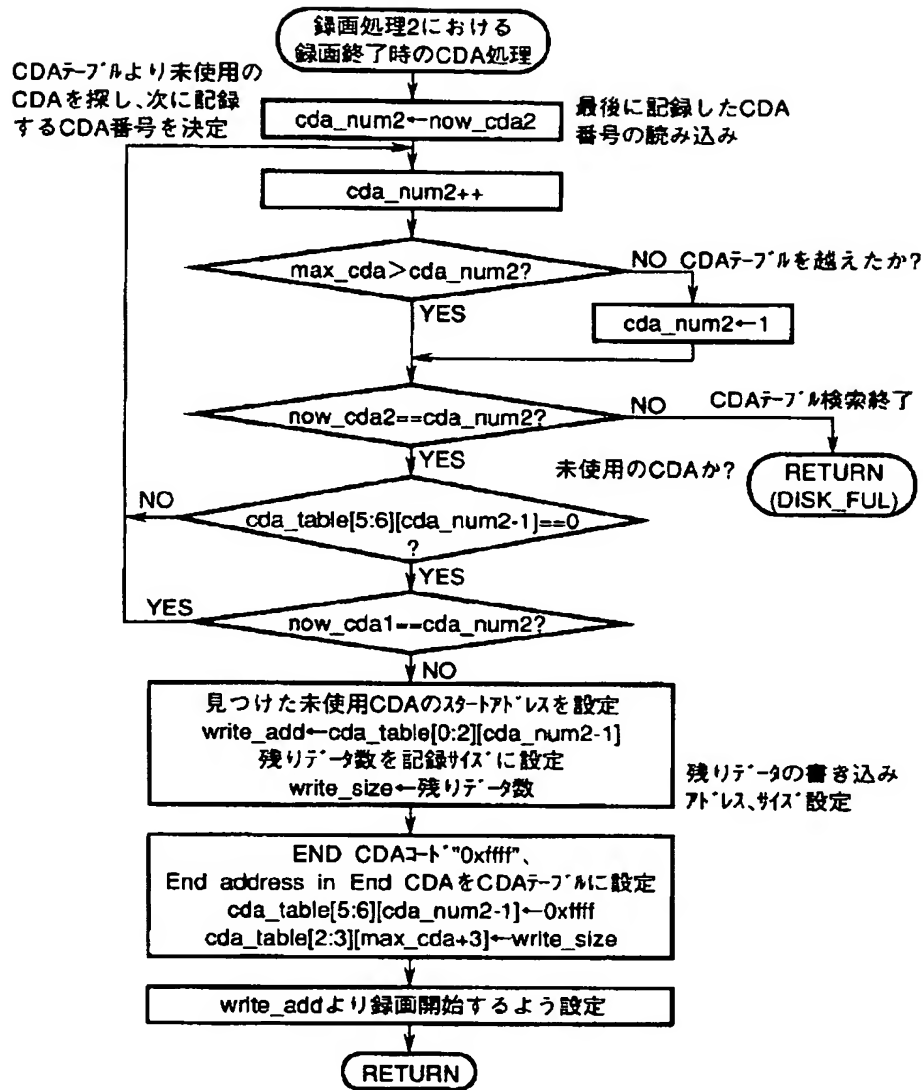 録画処理2における
録画終了時のCDA処理
CDAテーブルより未使用の
CDAを探し、次に記録
するCDA番号を決定
cda_num2←now_cda2
最後に記録したCDA
番号の読み込み
cda_num2++
max_cda>cda_num2?
NO CDAテーブルを越えたか?
YES
cda_num2←1
now_cda2==cda_num2?
NO
CDAテーブル検索終了
YES
未使用のCDAか?
RETURN
(DISK_FUL)
NO
cda_table[5:6][cda_num2-1]==0
?
YES
YES
now_cda1==cda_num2?
NO
見つけた未使用CDAのスタートアドレスを設定
write_add←cda_table[0:2][cda_num2-1]
残りデータ数を記録サイズに設定
write_size←残りデータ数
残りデータの書き込み
アドレス、サイズ設定
END CDAコード"0xffff"、
End address in End CDAをCDAテーブルに設定
cda_table[5:6][cda_num2-1]←0xffff
cda_table[2:3][max_cda+3]←write_size
write_addより録画開始するよう設定
RETURN